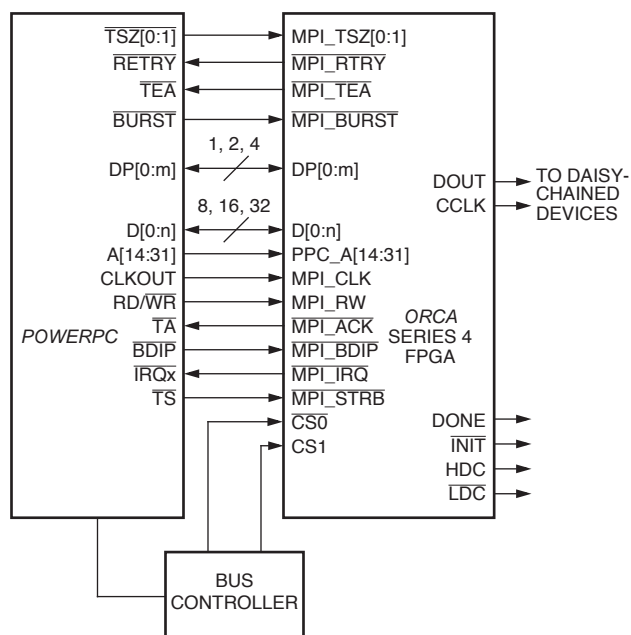 TSZ[0:1] MPI_TSZ[0:1]
RETRY MPI_RTRY
TEA MPI_TEA
BURST MPI_BURST
1, 2, 4
DP[0:m] DP[0:m]
DOUT TO DAISY-
CCLK CHAINED
DEVICES
8, 16, 32
D[0:n] D[0:n]
A[14:31] PPC_A[14:31]
CLKOUT MPI_CLK
RD/WR MPI_RW
POWERPC
TA MPI_ACK
ORCA
SERIES 4
FPGA
BDIP MPI_BDIP
IRQx MPI_IRQ
TS MPI_STRB
CS0
CS1
DONE
INIT
HDC
LDC
BUS
CONTROLLER